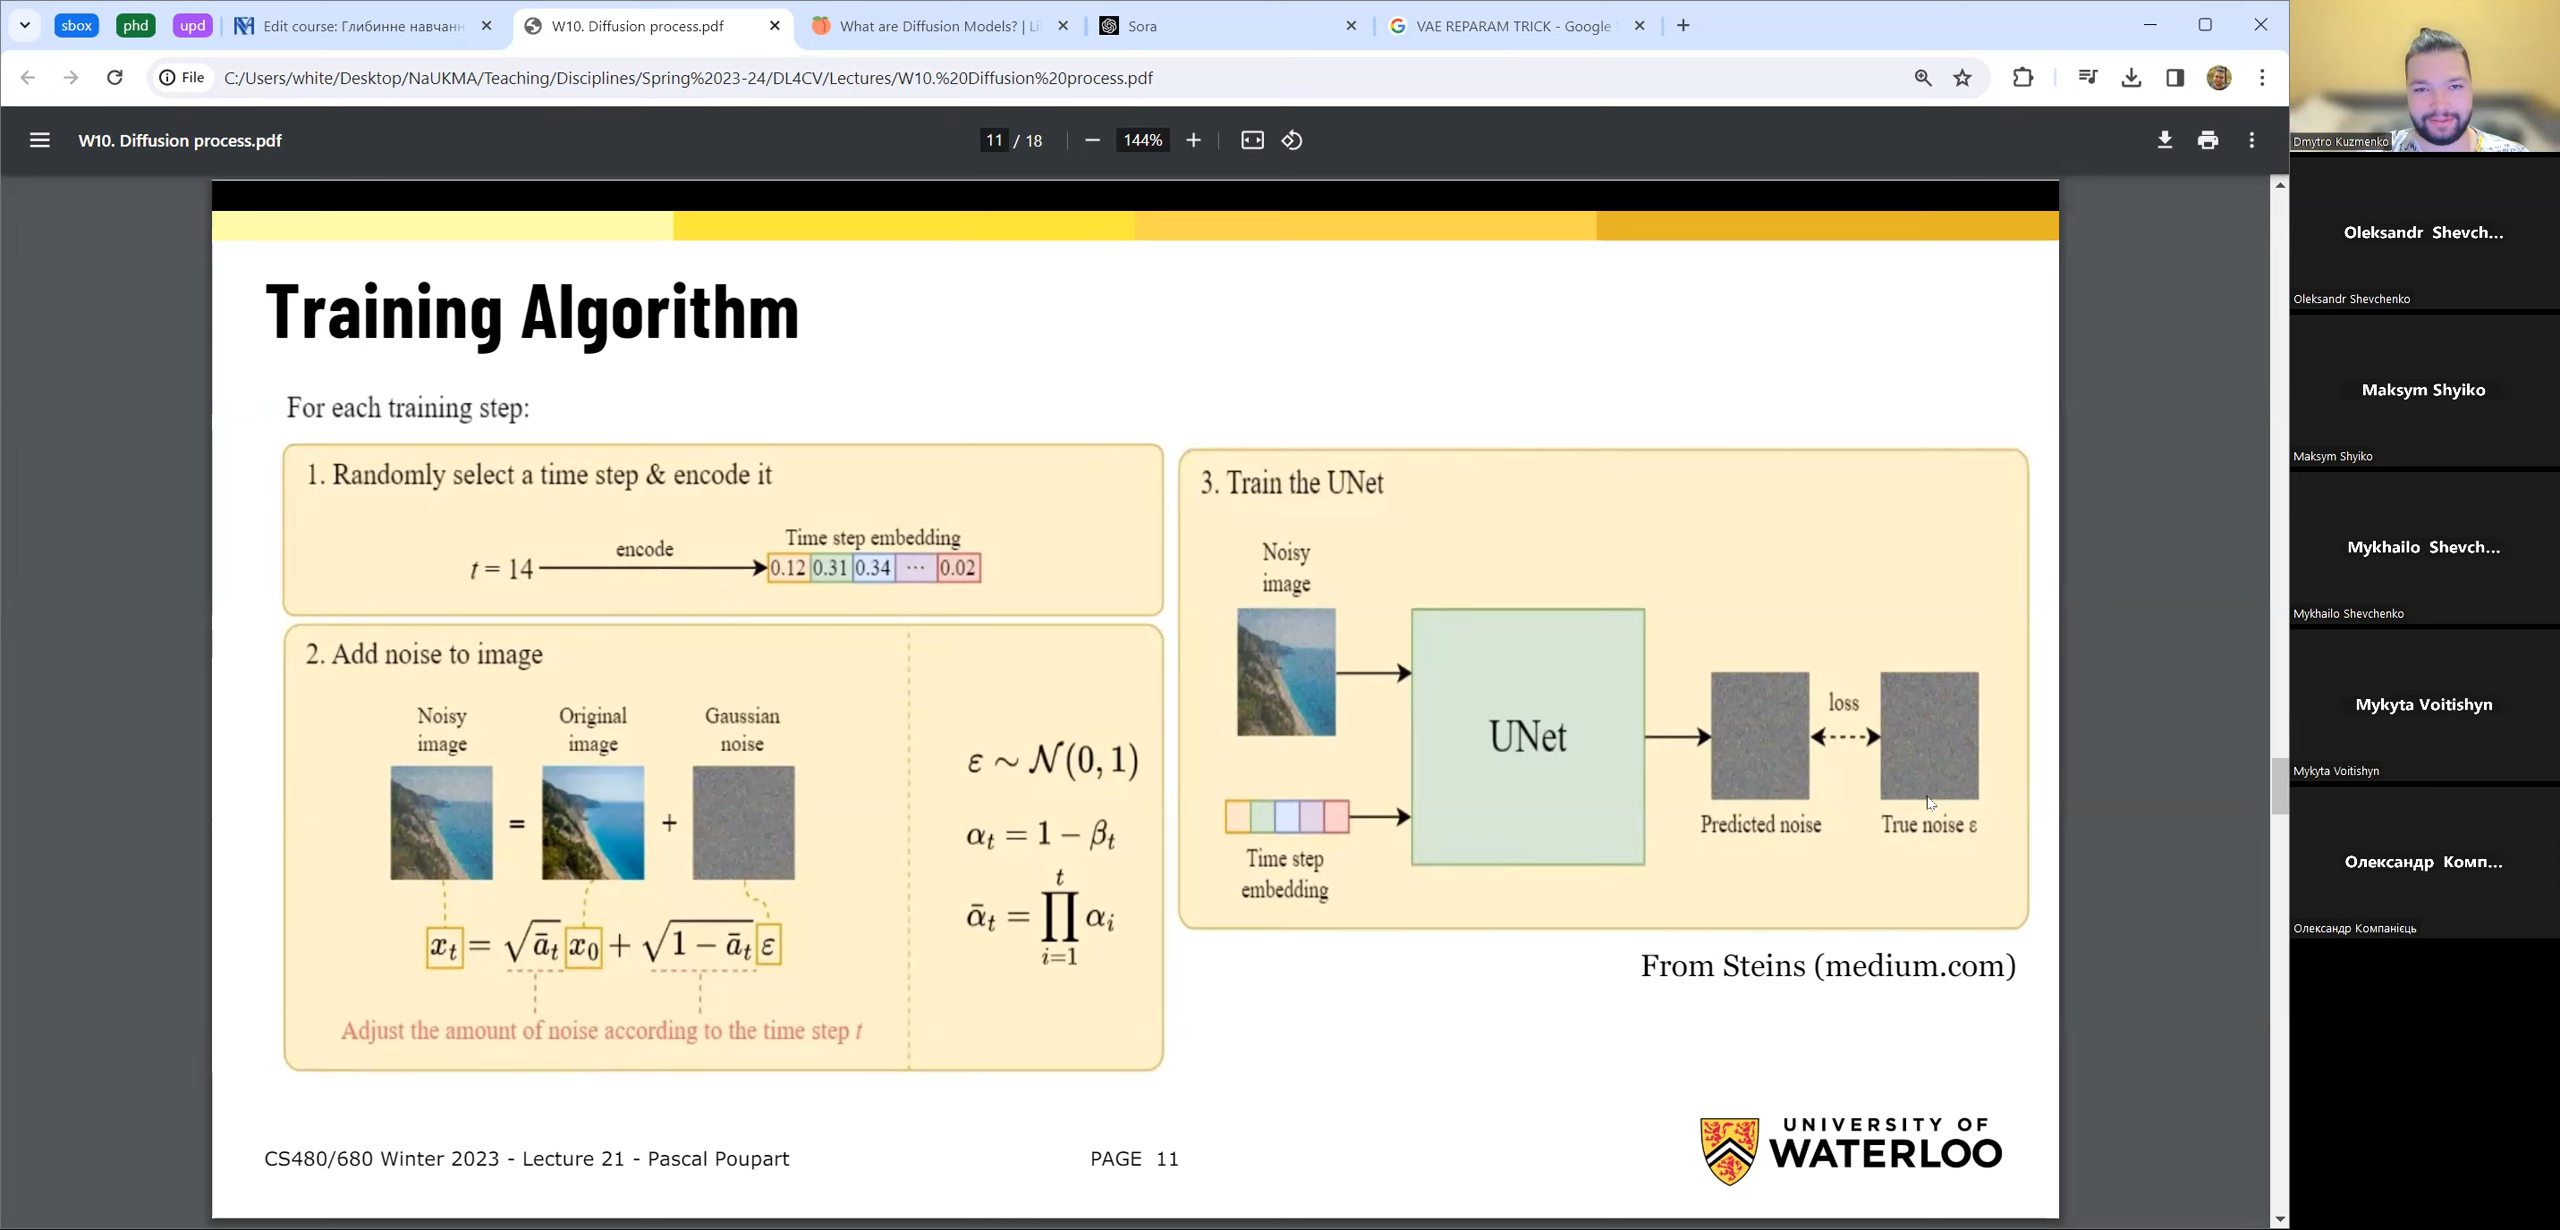 sbox
phd
upd
Edit course: Глибинне навчанн
W10. Diffusion process.pdf
What are Diffusion Models? | Lil
Sora
VAE REPARAM TRICK - Google
File
C:/Users/white/Desktop/NaUKMA/Teaching/Disciplines/Spring%2023-24/DL4CV/Lectures/W10.%20Diffusion%20process.pdf
W10. Diffusion process.pdf
11 / 18
144%
Training Algorithm
For each training step:
1. Randomly select a time step & encode it
t = 14
encode
Time step embedding
0.12 0.31 0.34 ... 0.02
2. Add noise to image
Noisy image
Original image
Gaussian noise
=
+
x_t = √ᾱ_t x_0 + √1 − ᾱ_t ε
Adjust the amount of noise according to the time step t
ε ~ 𝒩(0, 1)
α_t = 1 − β_t
ᾱ_t = ∏_{i=1}^{t} α_i
3. Train the UNet
Noisy image
Time step embedding
UNet
loss
Predicted noise
True noise ε
From Steins (medium.com)
CS480/680 Winter 2023 - Lecture 21 - Pascal Poupart
PAGE 11
UNIVERSITY OF
WATERLOO
Dmytro Kuzmenko
Oleksandr Shevch...
Oleksandr Shevchenko
Maksym Shyiko
Maksym Shyiko
Mykhailo Shevch...
Mykhailo Shevchenko
Mykyta Voitishyn
Mykyta Voitishyn
Олександр Комп...
Олександр Компанієць